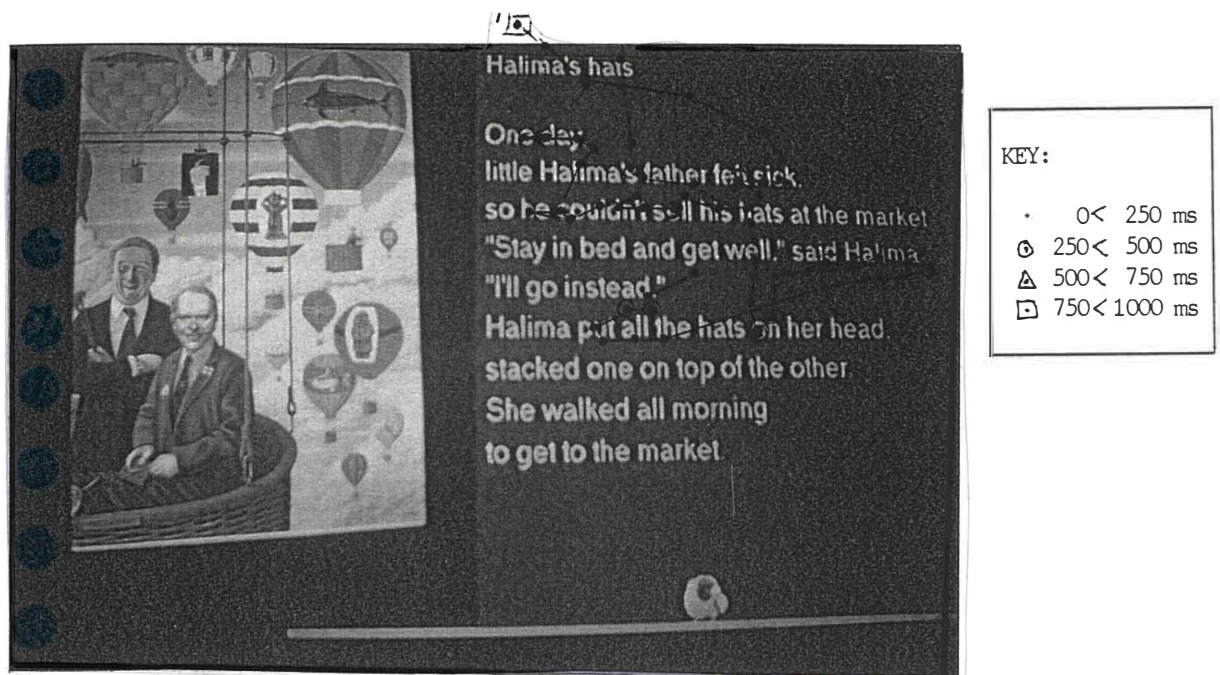 Halima's hats
One day,
little Halima's father felt sick,
so he couldn't sell his hats at the market
"Stay in bed and get well." said Halima.
"I'll go instead."
Halima put all the hats on her head,
stacked one on top of the other
She walked all morning
to get to the market.
KEY:
0< 250 ms
250< 500 ms
500< 750 ms
750< 1000 ms